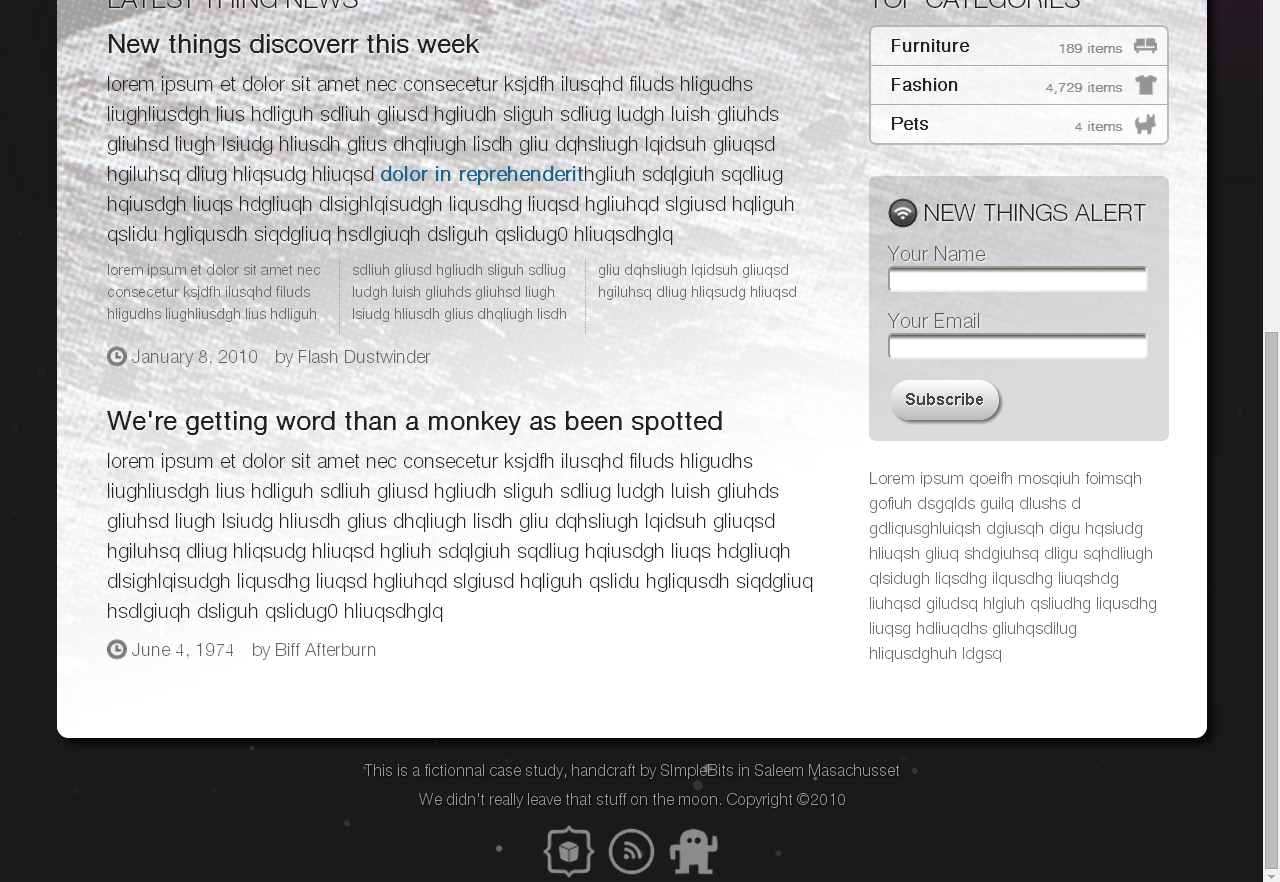 LATEST THING NEWS
New things discoverr this week
lorem ipsum et dolor sit amet nec consecetur ksjdfh ilusqhd filuds hligudhs
liughliusdgh lius hdliguh sdliuh gliusd hgliudh sliguh sdliug ludgh luish gliuhds
gliuhsd liugh lsiudg hliusdh glius dhqliugh lisdh gliu dqhsliugh lqidsuh gliuqsd
hgiluhsq dliug hliqsudg hliuqsd dolor in reprehenderithgliuh sdqlgiuh sqdliug
hqiusdgh liuqs hdgliuqh dlsighlqisudgh liqusdhg liuqsd hgliuhqd slgiusd hqliguh
qslidu hgliqusdh siqdgliuq hsdlgiuqh dsliguh qslidug0 hliuqsdhglq
lorem ipsum et dolor sit amet nec
consecetur ksjdfh ilusqhd filuds
hligudhs liughliusdgh lius hdliguh
sdliuh gliusd hgliudh sliguh sdliug
ludgh luish gliuhds gliuhsd liugh
lsiudg hliusdh glius dhqliugh lisdh
gliu dqhsliugh lqidsuh gliuqsd
hgiluhsq dliug hliqsudg hliuqsd
January 8, 2010 by Flash Dustwinder
We're getting word than a monkey as been spotted
lorem ipsum et dolor sit amet nec consecetur ksjdfh ilusqhd filuds hligudhs
liughliusdgh lius hdliguh sdliuh gliusd hgliudh sliguh sdliug ludgh luish gliuhds
gliuhsd liugh lsiudg hliusdh glius dhqliugh lisdh gliu dqhsliugh lqidsuh gliuqsd
hgiluhsq dliug hliqsudg hliuqsd hgliuh sdqlgiuh sqdliug hqiusdgh liuqs hdgliuqh
dlsighlqisudgh liqusdhg liuqsd hgliuhqd slgiusd hqliguh qslidu hgliqusdh siqdgliuq
hsdlgiuqh dsliguh qslidug0 hliuqsdhglq
June 4, 1974 by Biff Afterburn
TOP CATEGORIES
Furniture 189 items
Fashion 4,729 items
Pets 4 items
NEW THINGS ALERT
Your Name
Your Email
Subscribe
Lorem ipsum qoeifh mosqiuh foimsqh
gofiuh dsgqlds guilq dlushs d
gdliqusghluiqsh dgiusqh digu hqsiudg
hliuqsh gliuq shdgiuhsq dligu sqhdliugh
qlsidugh liqsdhg ilqusdhg liuqshdg
liuhqsd giludsq hlgiuh qsliudhg liqusdhg
liuqsg hdliuqdhs gliuhqsdilug
hliqusdghuh ldgsq
This is a fictionnal case study, handcraft by SImpleBits in Saleem Masachusset
We didn't really leave that stuff on the moon. Copyright ©2010